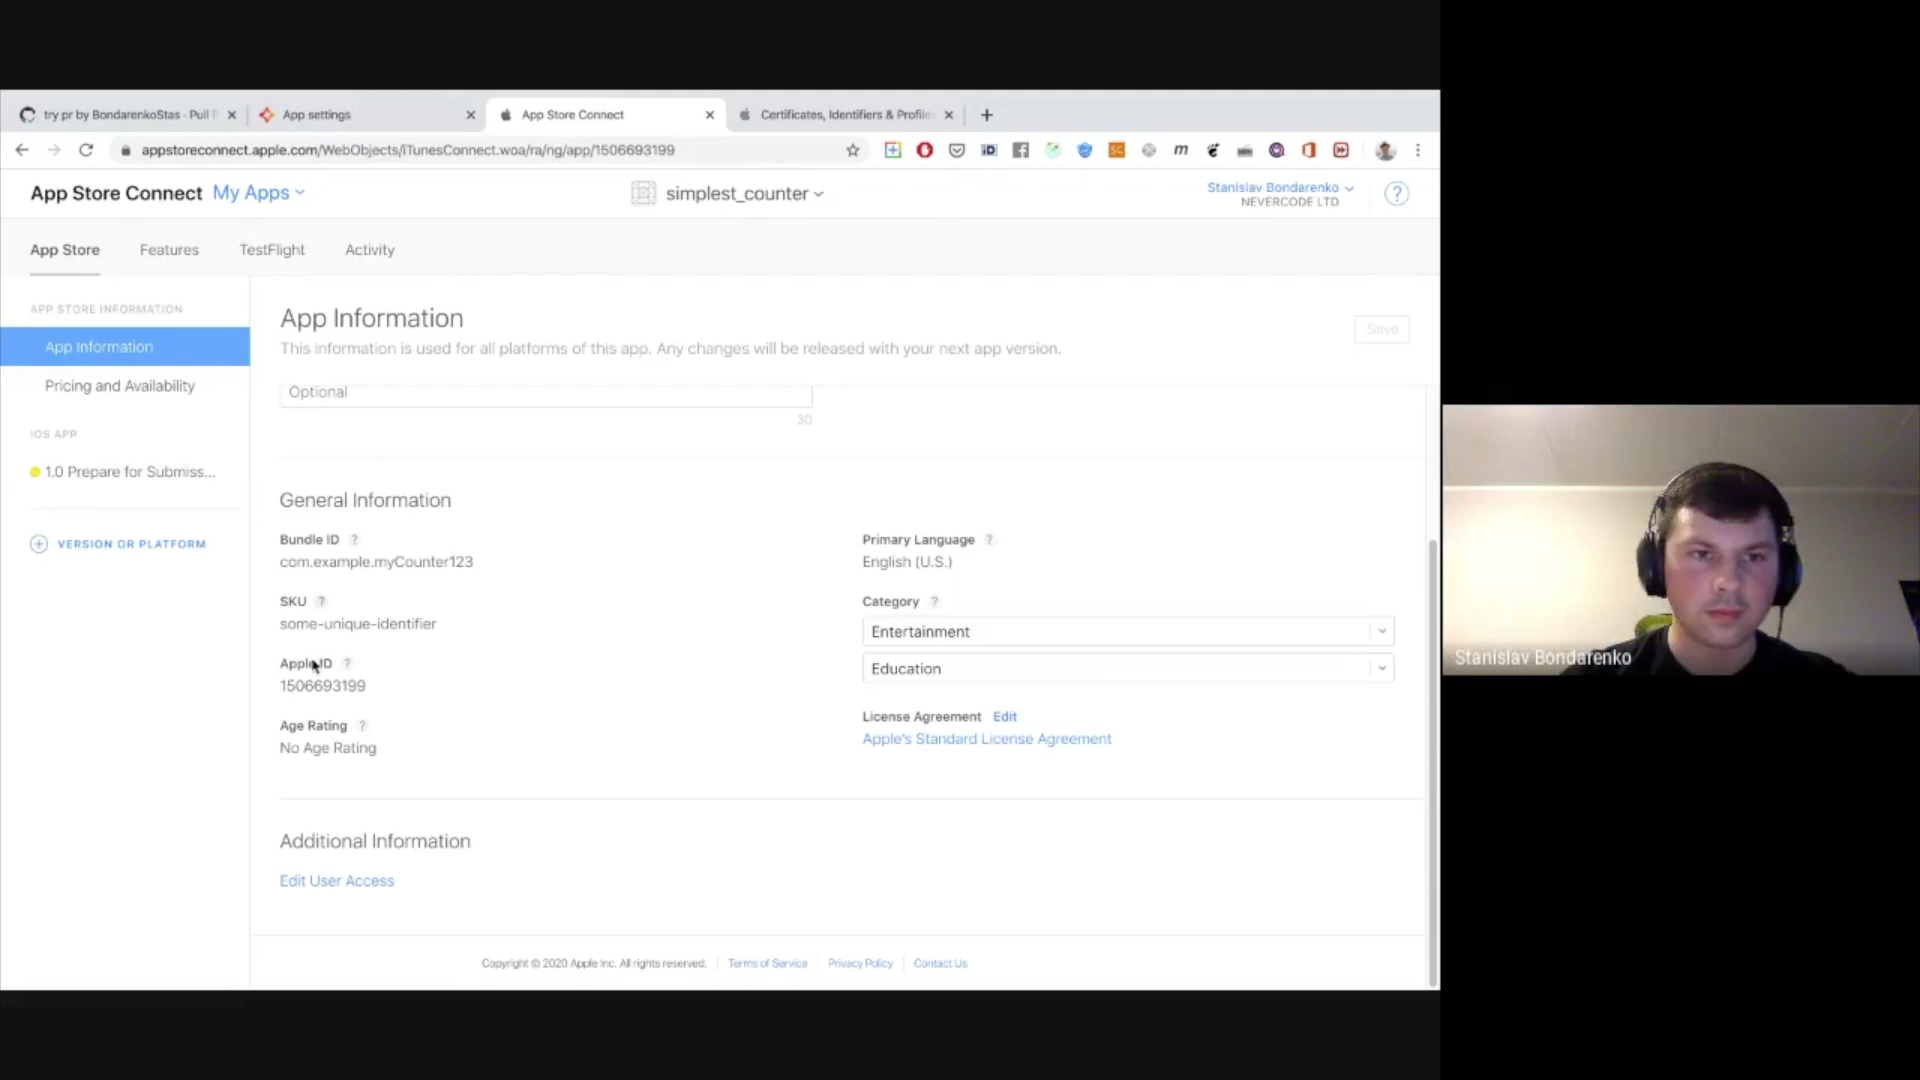 try pr by BondarenkoStas · Pull
App settings
App Store Connect
Certificates, Identifiers & Profile
appstoreconnect.apple.com/WebObjects/iTunesConnect.woa/ra/ng/app/1506693199
App Store Connect My Apps
simplest_counter
Stanislav Bondarenko
NEVERCODE LTD
App Store
Features
TestFlight
Activity
APP STORE INFORMATION
App Information
Pricing and Availability
IOS APP
1.0 Prepare for Submiss...
VERSION OR PLATFORM
App Information
Save
This information is used for all platforms of this app. Any changes will be released with your next app version.
Optional
30
General Information
Bundle ID ?
com.example.myCounter123
SKU ?
some-unique-identifier
Apple ID ?
1506693199
Age Rating ?
No Age Rating
Primary Language ?
English (U.S.)
Category ?
Entertainment
Education
License Agreement Edit
Apple's Standard License Agreement
Additional Information
Edit User Access
Copyright © 2020 Apple Inc. All rights reserved. Terms of Service Privacy Policy Contact Us
Stanislav Bondarenko